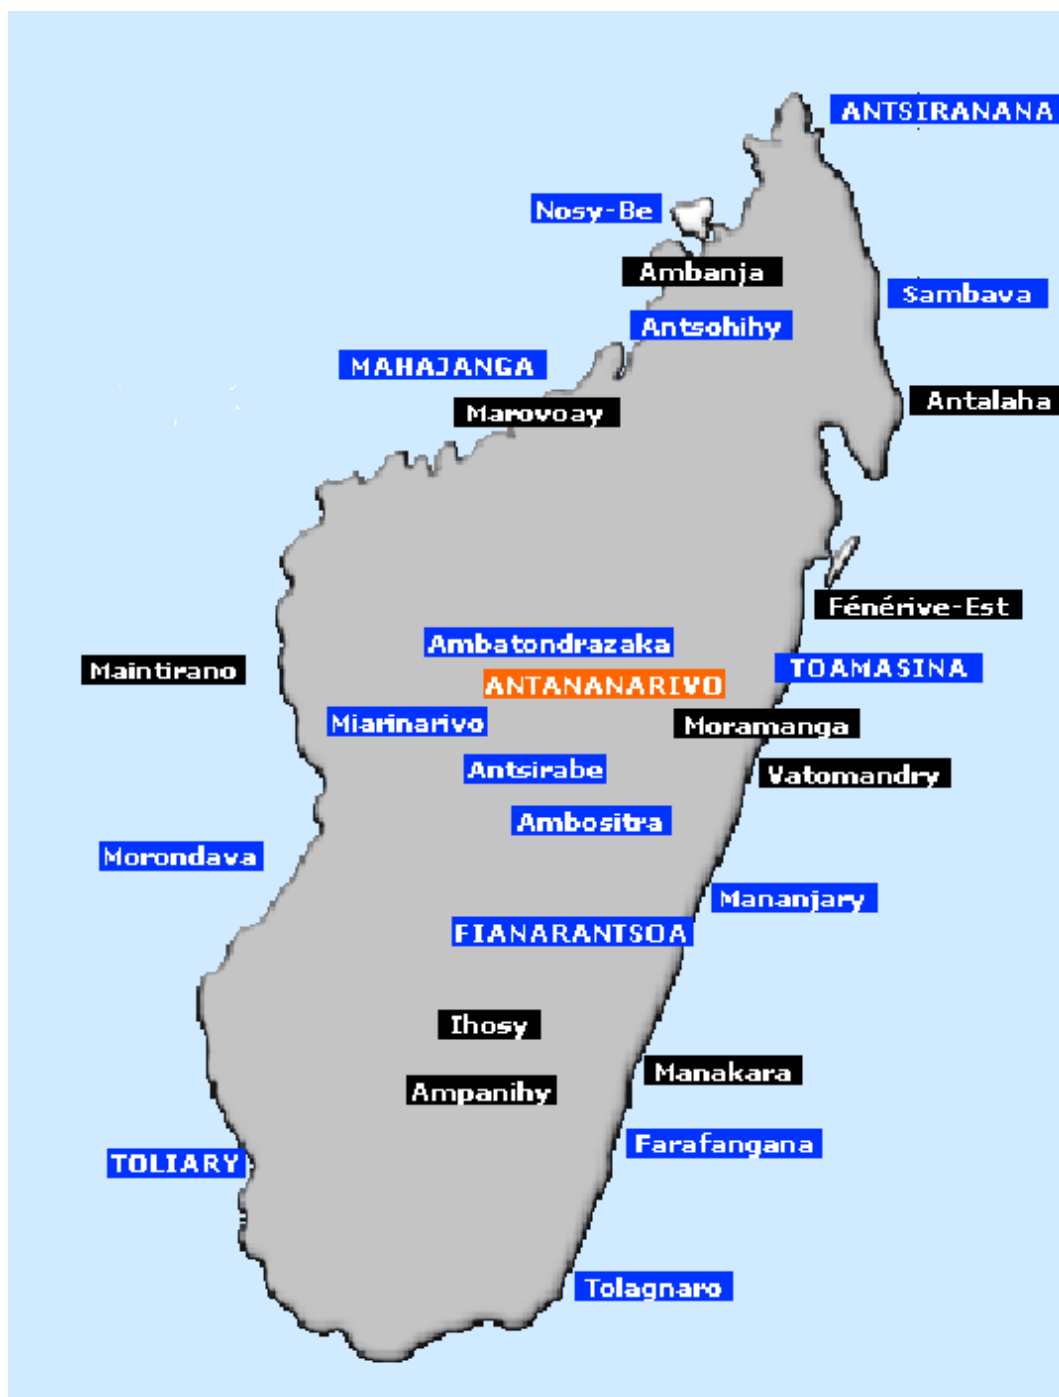 ANTSIRANANA
Nosy-Be
Ambanja
Sambava
Antsohihy
MAHAJANGA
Antalaha
Marovoay
Fénérive-Est
Ambatondrazaka
Maintirano
TOAMASINA
ANTANANARIVO
Miarinarivo
Moramanga
Antsirabe
Vatomandry
Ambositra
Morondava
Mananjary
FIANARANTSOA
Ihosy
Manakara
Ampanihy
Farafangana
TOLIARY
Tolagnaro